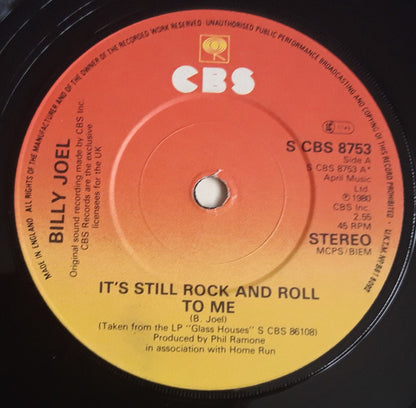 ALL RIGHTS OF THE MANUFACTURER AND OF THE OWNER OF THE RECORDED WORK RESERVED UNAUTHORISED PUBLIC PERFORMANCE BROADCASTING AND COPYING OF THIS RECORD PROHIBITED
MADE IN ENGLAND
CBS
BILLY JOEL
Original sound recording made by CBS Inc.
CBS Records are the exclusive
licensees for the UK
S CBS 8753
Side A
S CBS 8753 A*
April Music
Ltd.
℗ 1980
CBS Inc.
2.55
45 RPM
STEREO
MCPS/BIEM
IT'S STILL ROCK AND ROLL
TO ME
(B. Joel)
(Taken from the LP "Glass Houses" S CBS 86108)
Produced by Phil Ramone
in association with Home Run